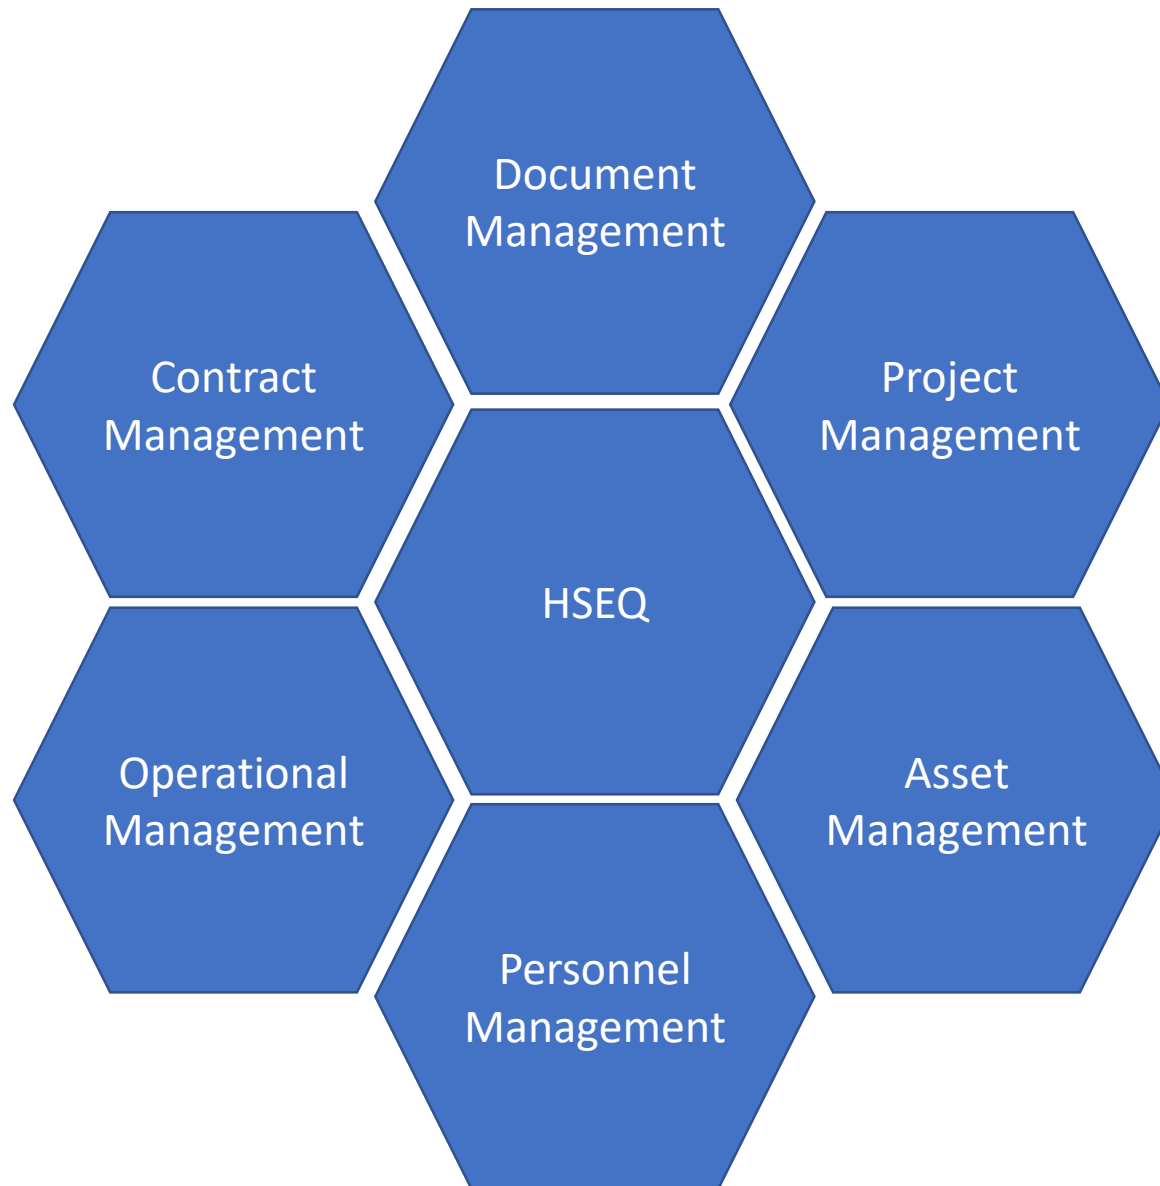 Document
Management
Contract
Management
Project
Management
HSEQ
Operational
Management
Asset
Management
Personnel
Management